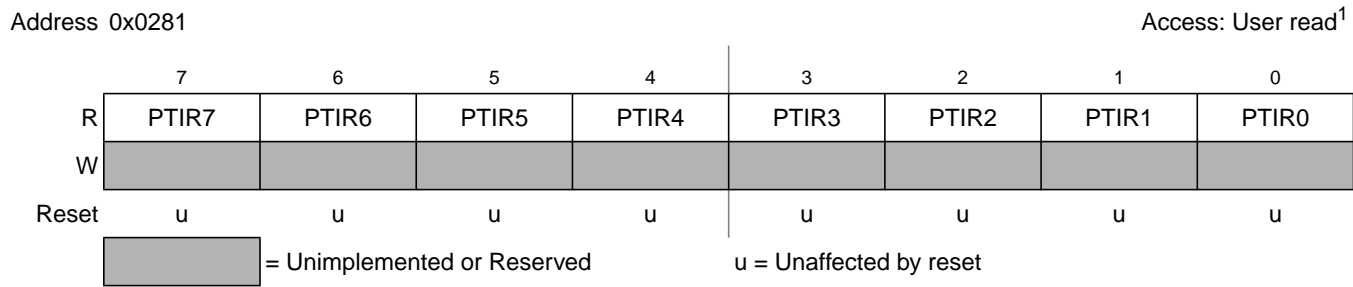 Address 0x0281 Access: User read1
7 6 5 4 3 2 1 0
R PTIR7 PTIR6 PTIR5 PTIR4 PTIR3 PTIR2 PTIR1 PTIR0
W
Reset u u u u u u u u
= Unimplemented or Reserved u = Unaffected by reset